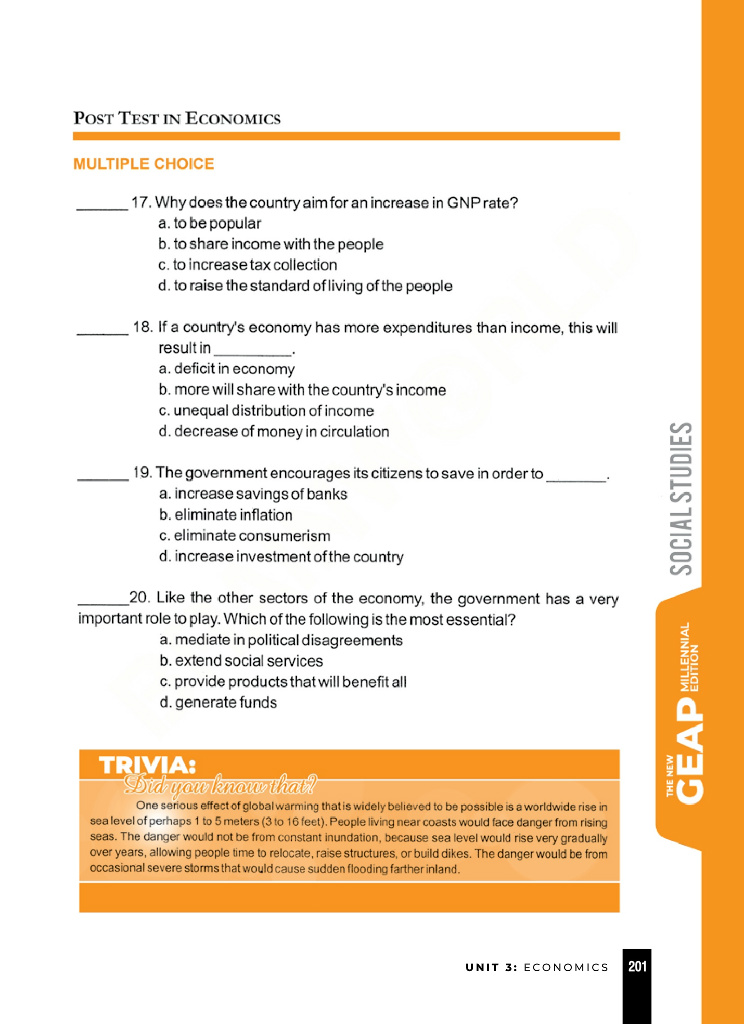 POST TEST IN ECONOMICS
MULTIPLE CHOICE
______ 17. Why does the country aim for an increase in GNP rate?
a. to be popular
b. to share income with the people
c. to increase tax collection
d. to raise the standard of living of the people
______ 18. If a country's economy has more expenditures than income, this will
result in _________.
a. deficit in economy
b. more will share with the country's income
c. unequal distribution of income
d. decrease of money in circulation
______ 19. The government encourages its citizens to save in order to _______.
a. increase savings of banks
b. eliminate inflation
c. eliminate consumerism
d. increase investment of the country
______20. Like the other sectors of the economy, the government has a very
important role to play. Which of the following is the most essential?
a. mediate in political disagreements
b. extend social services
c. provide products that will benefit all
d. generate funds
TRIVIA:
Did you know that?
One serious effect of global warming that is widely believed to be possible is a worldwide rise in
sea level of perhaps 1 to 5 meters (3 to 16 feet). People living near coasts would face danger from rising
seas. The danger would not be from constant inundation, because sea level would rise very gradually
over years, allowing people time to relocate, raise structures, or build dikes. The danger would be from
occasional severe storms that would cause sudden flooding farther inland.
SOCIAL STUDIES
THE NEW
GEAP
MILLENNIAL
EDITION
UNIT 3: ECONOMICS 201